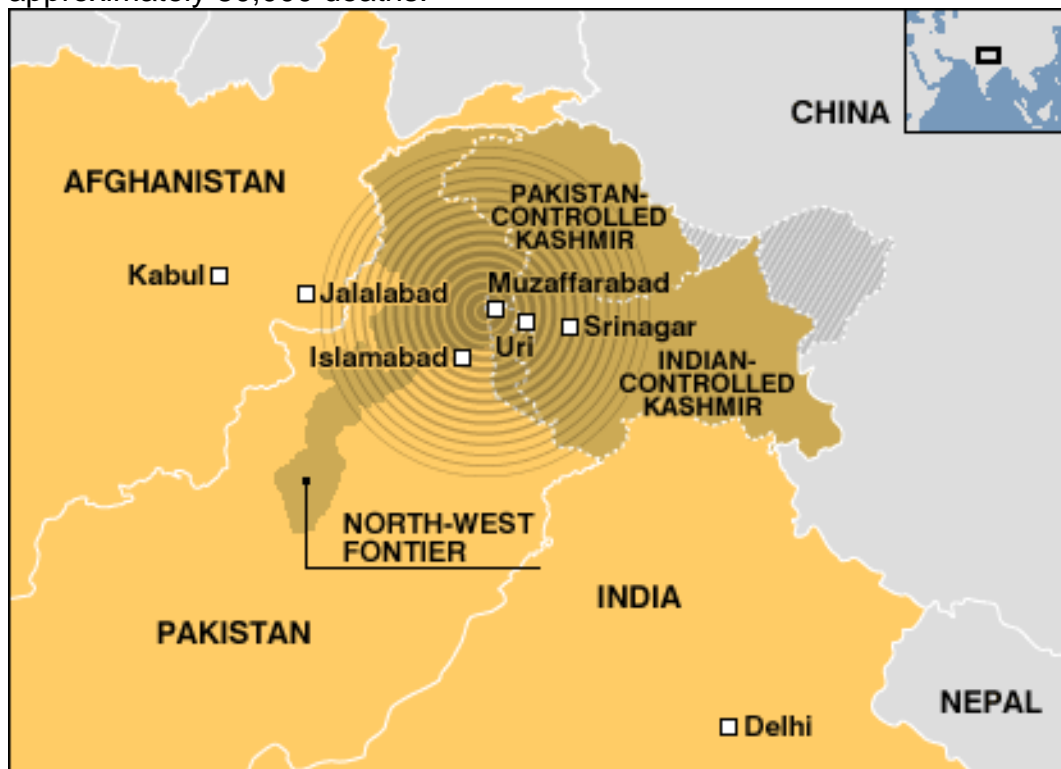 CHINA
AFGHANISTAN
PAKISTAN-
CONTROLLED
KASHMIR
Kabul
Jalalabad
Muzaffarabad
Islamabad
Uri
Srinagar
INDIAN-
CONTROLLED
KASHMIR
NORTH-WEST
FONTIER
INDIA
PAKISTAN
NEPAL
Delhi